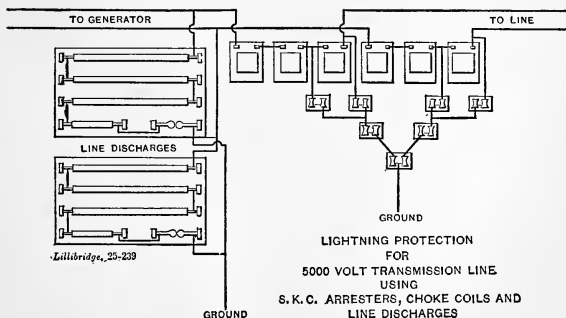 TO GENERATOR
TO LINE
LINE DISCHARGES
Lillibridge, 25-239
GROUND
GROUND
LIGHTNING PROTECTION
FOR
5000 VOLT TRANSMISSION LINE
USING
S.K.C. ARRESTERS, CHOKE COILS AND
LINE DISCHARGES